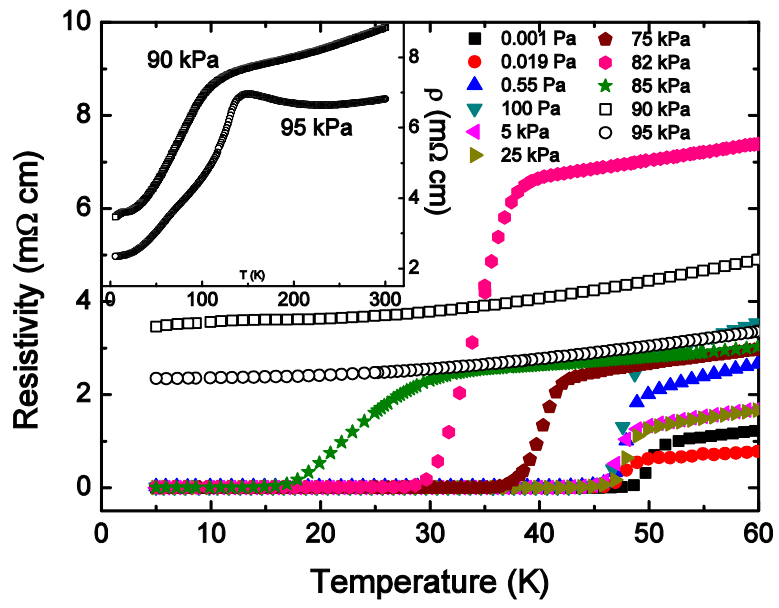 10
8
6
4
2
0
Resistivity (mΩ cm)
0 10 20 30 40 50 60
Temperature (K)
90 kPa
95 kPa
8
6
4
2
ρ (mΩ cm)
T (K)
0 100 200 300
0.001 Pa
0.019 Pa
0.55 Pa
100 Pa
5 kPa
25 kPa
75 kPa
82 kPa
85 kPa
90 kPa
95 kPa